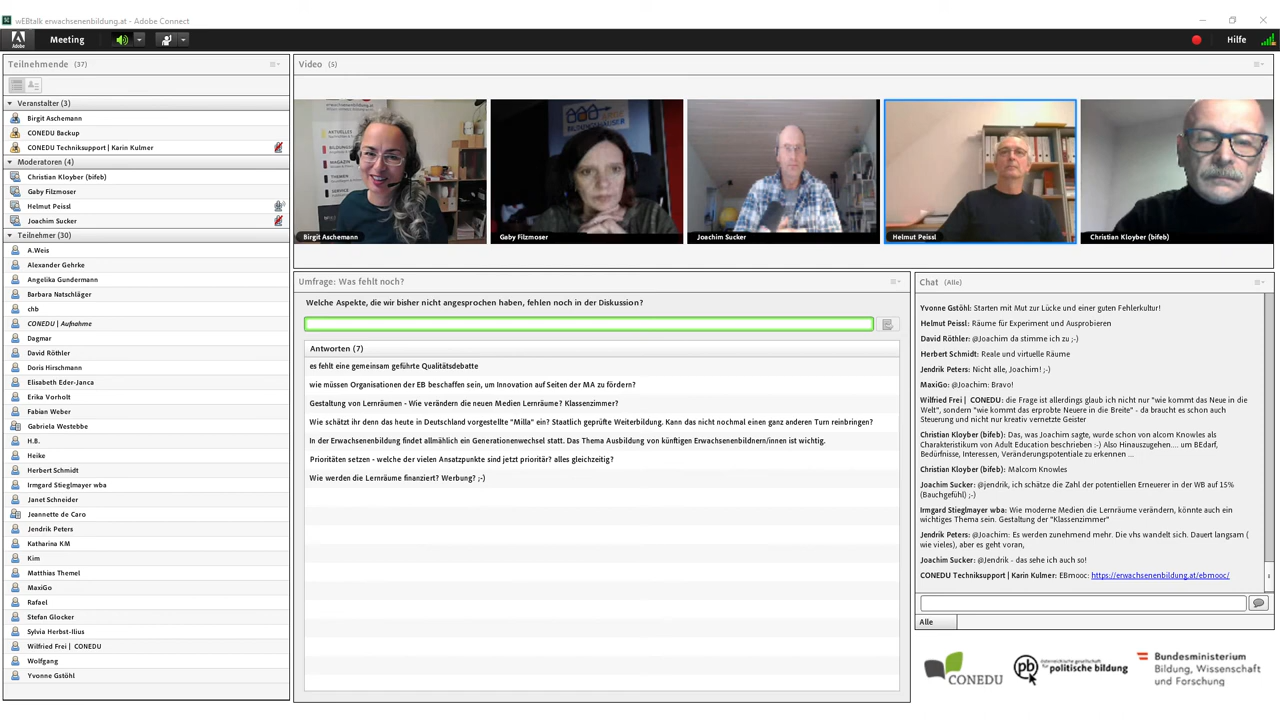 wEBtalk erwachsenenbildung.at - Adobe Connect
Adobe
Meeting
Hilfe
Teilnehmende (37)
Veranstalter (3)
Birgit Aschemann
CONEDU Backup
CONEDU Techniksupport | Karin Kulmer
Moderatoren (4)
Christian Kloyber (bifeb)
Gaby Filzmoser
Helmut Peissl
Joachim Sucker
Teilnehmer (30)
A.Weis
Alexander Gehrke
Angelika Gundermann
Barbara Natschläger
chb
CONEDU | Aufnahme
Dagmar
David Röthler
Doris Hirschmann
Elisabeth Eder-Janca
Erika Vorholt
Fabian Weber
Gabriela Westebbe
H.B.
Heike
Herbert Schmidt
Irmgard Stieglmayer wba
Janet Schneider
Jeannette de Caro
Jendrik Peters
Katharina KM
Kim
Matthias Themel
MaxiGo
Rafael
Stefan Glocker
Sylvia Herbst-Ilius
Wilfried Frei | CONEDU
Wolfgang
Yvonne Gstöhl
Video (5)
AKTUELLES
MAGAZIN
THEMEN
SERVICE
BILDUNGSHÄUSER
Birgit Aschemann
Gaby Filzmoser
Joachim Sucker
Helmut Peissl
Christian Kloyber (bifeb)
Umfrage: Was fehlt noch?
Welche Aspekte, die wir bisher nicht angesprochen haben, fehlen noch in der Diskussion?
Antworten (7)
es fehlt eine gemeinsam geführte Qualitätsdebatte
wie müssen Organisationen der EB beschaffen sein, um Innovation auf Seiten der MA zu fördern?
Gestaltung von Lernräumen - Wie verändern die neuen Medien Lernräume? Klassenzimmer?
Wie schätzt ihr denn das heute in Deutschland vorgestellte "Milla" ein? Staatlich geprüfte Weiterbildung. Kann das nicht nochmal einen ganz anderen Turn reinbringen?
In der Erwachsenenbildung findet allmählich ein Generationenwechsel statt. Das Thema Ausbildung von künftigen Erwachsenbildnern/innen ist wichtig.
Prioritäten setzen - welche der vielen Ansatzpunkte sind jetzt prioritär? alles gleichzeitig?
Wie werden die Lernräume finanziert? Werbung? ;-)
Chat (Alle)
Yvonne Gstöhl: Starten mit Mut zur Lücke und einer guten Fehlerkultur!
Helmut Peissl: Räume für Experiment und Ausprobieren
David Röthler: @Joachim da stimme ich zu ;-)
Herbert Schmidt: Reale und virtuelle Räume
Jendrik Peters: Nicht alle, Joachim! ;-)
MaxiGo: @Joachim: Bravo!
Wilfried Frei | CONEDU: die Frage ist allerdings glaub ich nicht nur "wie kommt das Neue in die
Welt", sondern "wie kommt das erprobte Neuere in die Breite" - da braucht es schon auch
Steuerung und nicht nur kreativ vernetzte Geister
Christian Kloyber (bifeb): Das, was Joachim sagte, wurde schon von alcom Knowles als
Charakteristikum von Adult Education beschrieben :-) Also Hinauszugehen.... um BEdarf,
Bedürfnisse, Interessen, Veränderungspotentiale zu erkennen ...
Christian Kloyber (bifeb): Malcom Knowles
Joachim Sucker: @jendrik, ich schätze die Zahl der potentiellen Erneuerer in der WB auf 15%
(Bauchgefühl) ;-)
Irmgard Stieglmayer wba: Wie moderne Medien die Lernräume verändern, könnte auch ein
wichtiges Thema sein. Gestaltung der "Klassenzimmer"
Jendrik Peters: @Joachim: Es werden zunehmend mehr. Die vhs wandelt sich. Dauert langsam (
wie vieles), aber es geht voran,
Joachim Sucker: @Jendrik - das sehe ich auch so!
CONEDU Techniksupport | Karin Kulmer: EBmooc: https://erwachsenenbildung.at/ebmooc/
Alle
CONEDU
pb
österreichische gesellschaft für
politische bildung
Bundesministerium
Bildung, Wissenschaft
und Forschung